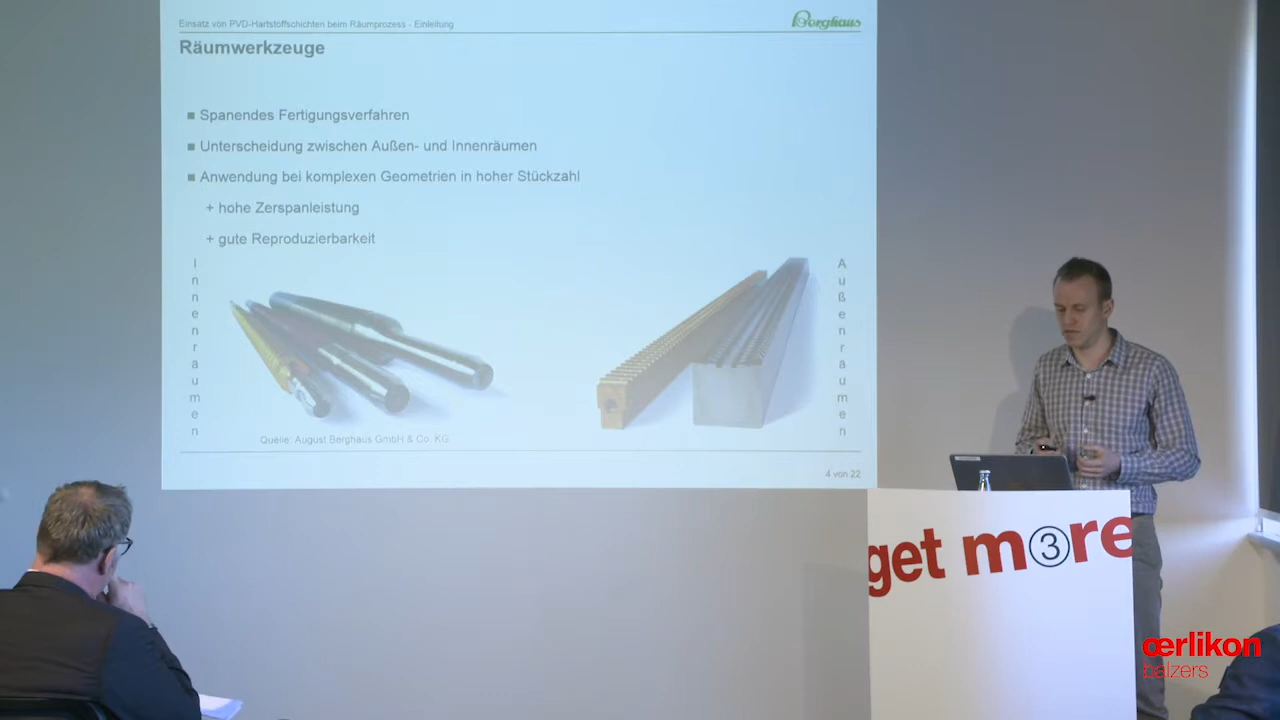 Einsatz von PVD-Hartstoffschichten beim Räumprozess - Einleitung
Berghaus
Räumwerkzeuge
■ Spanendes Fertigungsverfahren
■ Unterscheidung zwischen Außen- und Innenräumen
■ Anwendung bei komplexen Geometrien in hoher Stückzahl
+ hohe Zerspanleistung
+ gute Reproduzierbarkeit
Innenräumen
Außenräumen
Quelle: August Berghaus GmbH & Co. KG
4 von 22
get m③re
œrlikon
balzers